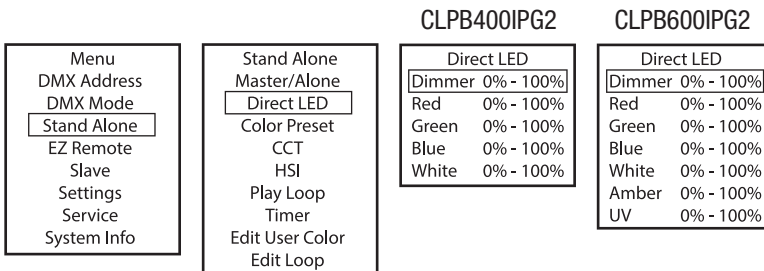 CLPB400IPG2
CLPB600IPG2
Menu
DMX Address
DMX Mode
Stand Alone
EZ Remote
Slave
Settings
Service
System Info
Stand Alone
Master/Alone
Direct LED
Color Preset
CCT
HSI
Play Loop
Timer
Edit User Color
Edit Loop
Direct LED
Dimmer 0% - 100%
Red 0% - 100%
Green 0% - 100%
Blue 0% - 100%
White 0% - 100%
Direct LED
Dimmer 0% - 100%
Red 0% - 100%
Green 0% - 100%
Blue 0% - 100%
White 0% - 100%
Amber 0% - 100%
UV 0% - 100%